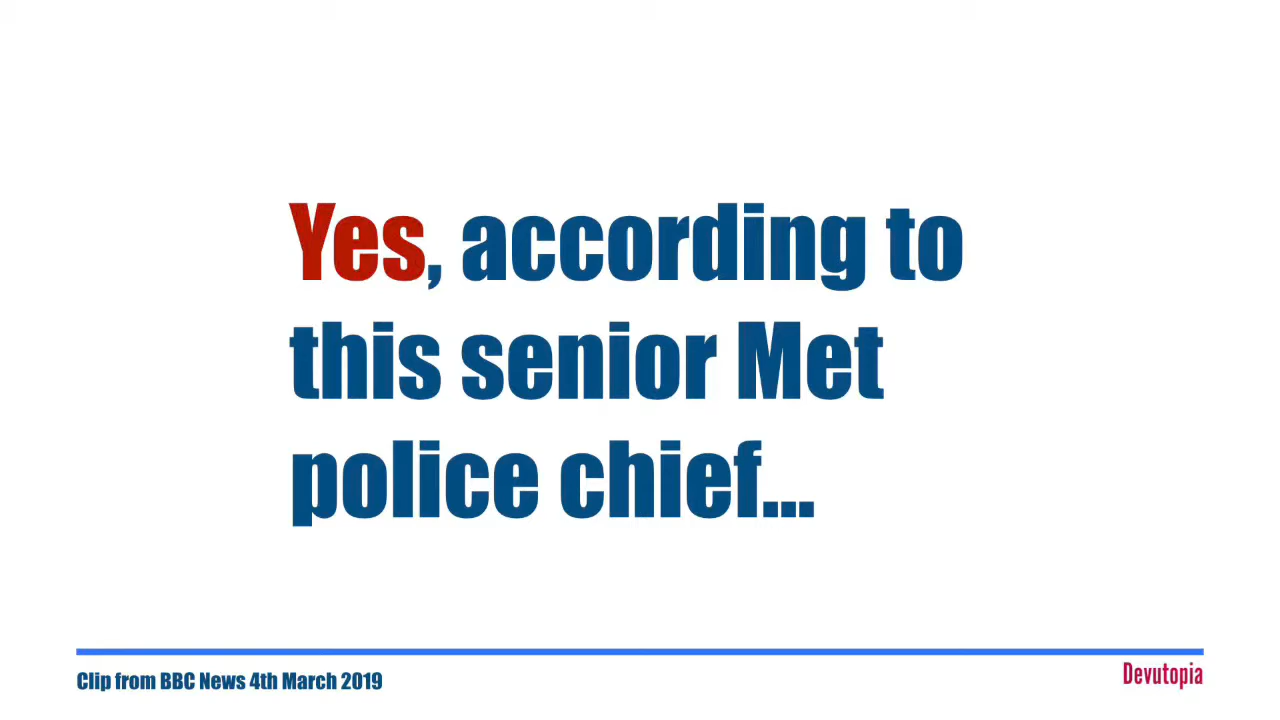 Yes, according to
this senior Met
police chief...
Clip from BBC News 4th March 2019
Devutopia